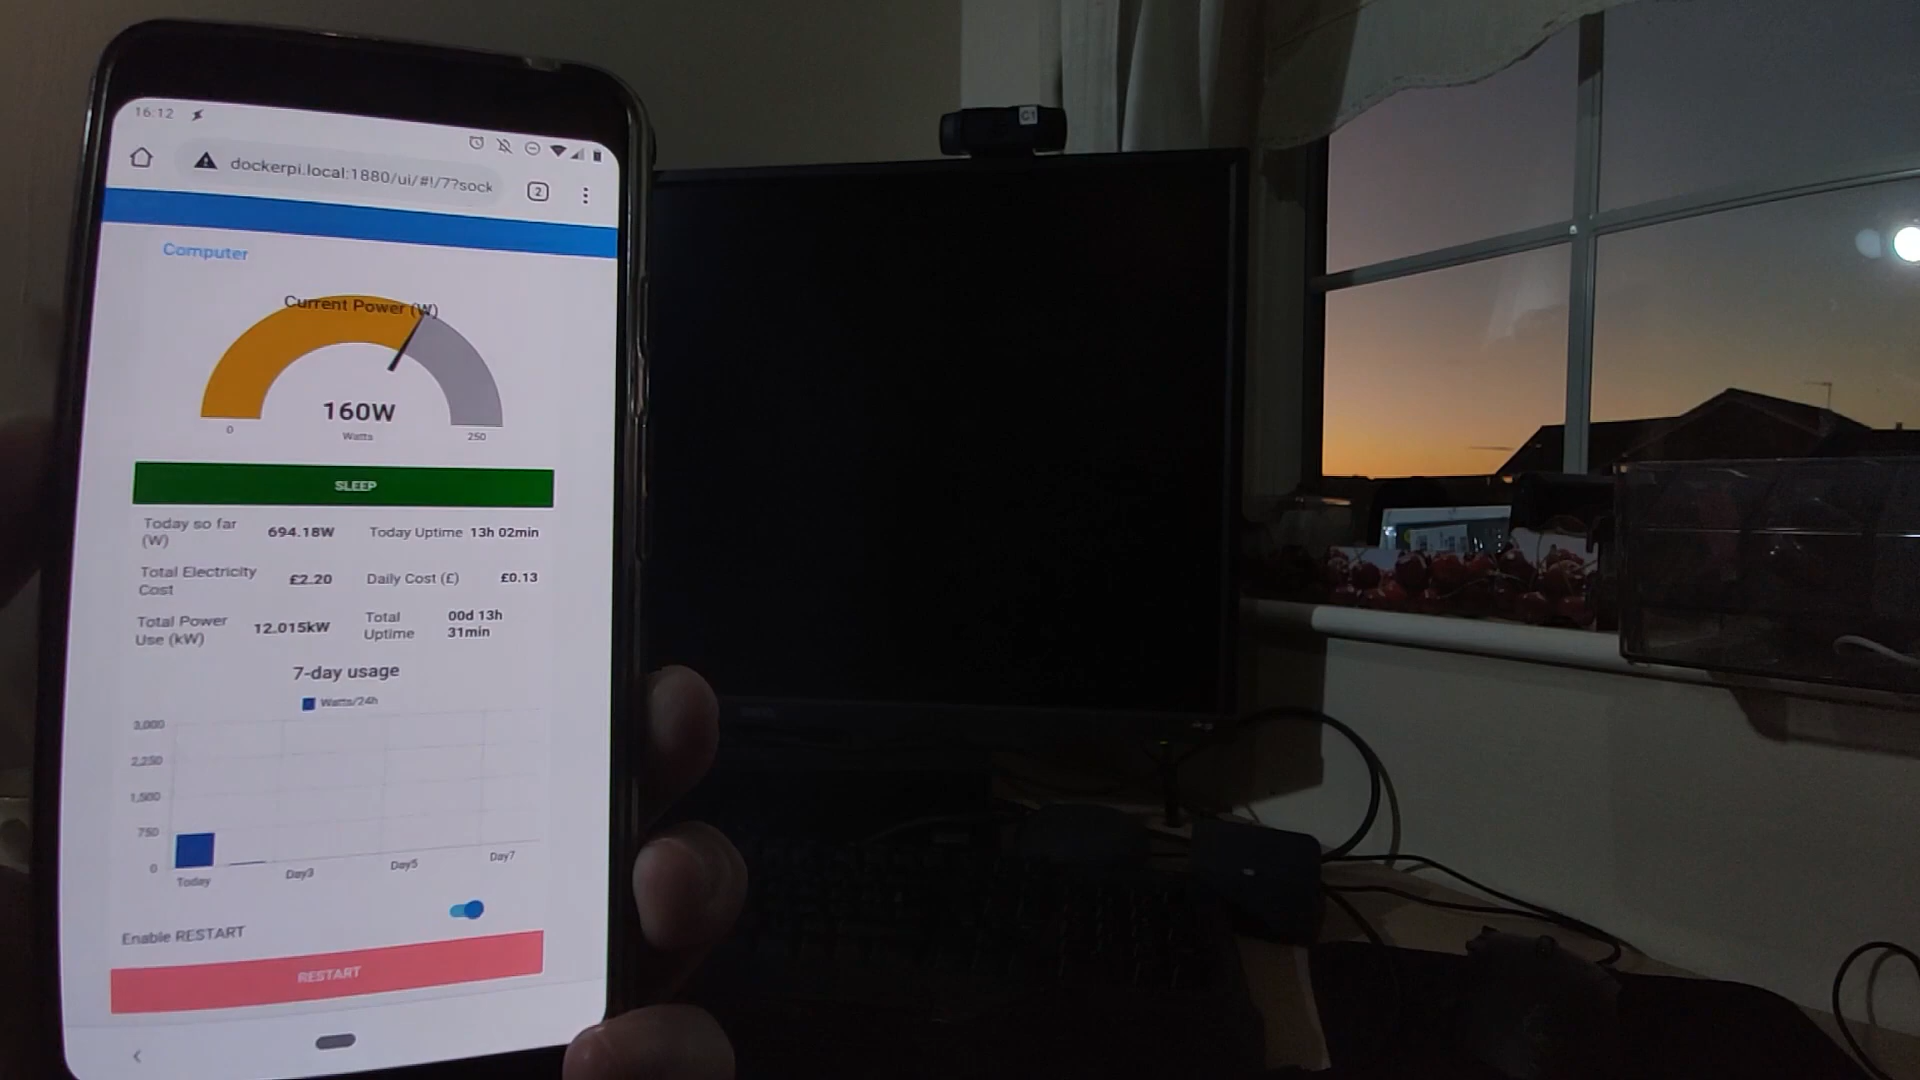 16:12
dockerpi.local:1880/ui/#!/7?sock
2
Computer
Current Power (W)
160W
Watts
0
250
SLEEP
Today so far
(W)
694.18W
Today Uptime
13h 02min
Total Electricity
Cost
£2.20
Daily Cost (£)
£0.13
Total Power
Use (kW)
12.015kW
Total
Uptime
00d 13h
31min
7-day usage
Watts/24h
3,000
2,250
1,500
750
0
Today
Day3
Day5
Day7
Enable RESTART
RESTART
C1